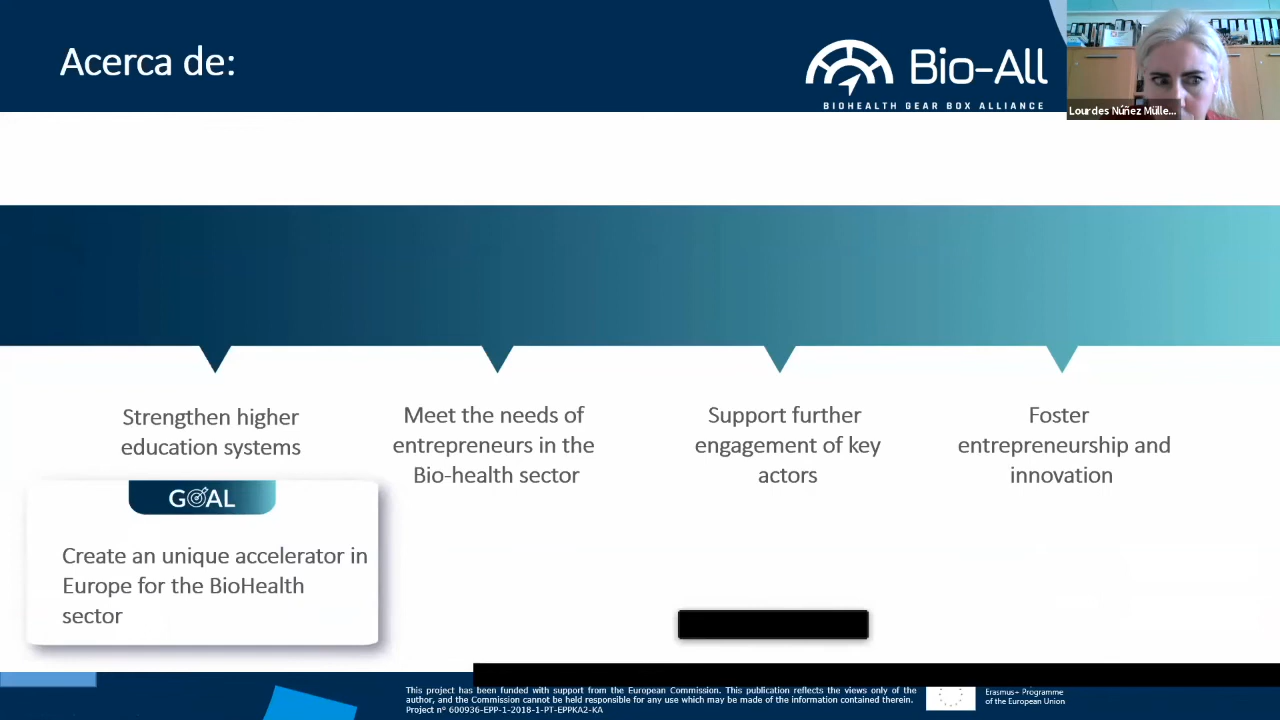 Acerca de:
Bio-All
BIOHEALTH GEAR BOX ALLIANCE
Lourdes Núñez Mülle...
Strengthen higher
education systems
Meet the needs of
entrepreneurs in the
Bio-health sector
Support further
engagement of key
actors
Foster
entrepreneurship and
innovation
GOAL
Create an unique accelerator in
Europe for the BioHealth
sector
This project has been funded with support from the European Commission. This publication reflects the views only of the
author, and the Commission cannot be held responsible for any use which may be made of the information contained therein.
Project nº 600936-EPP-1-2018-1-PT-EPPKA2-KA
Erasmus+ Programme
of the European Union